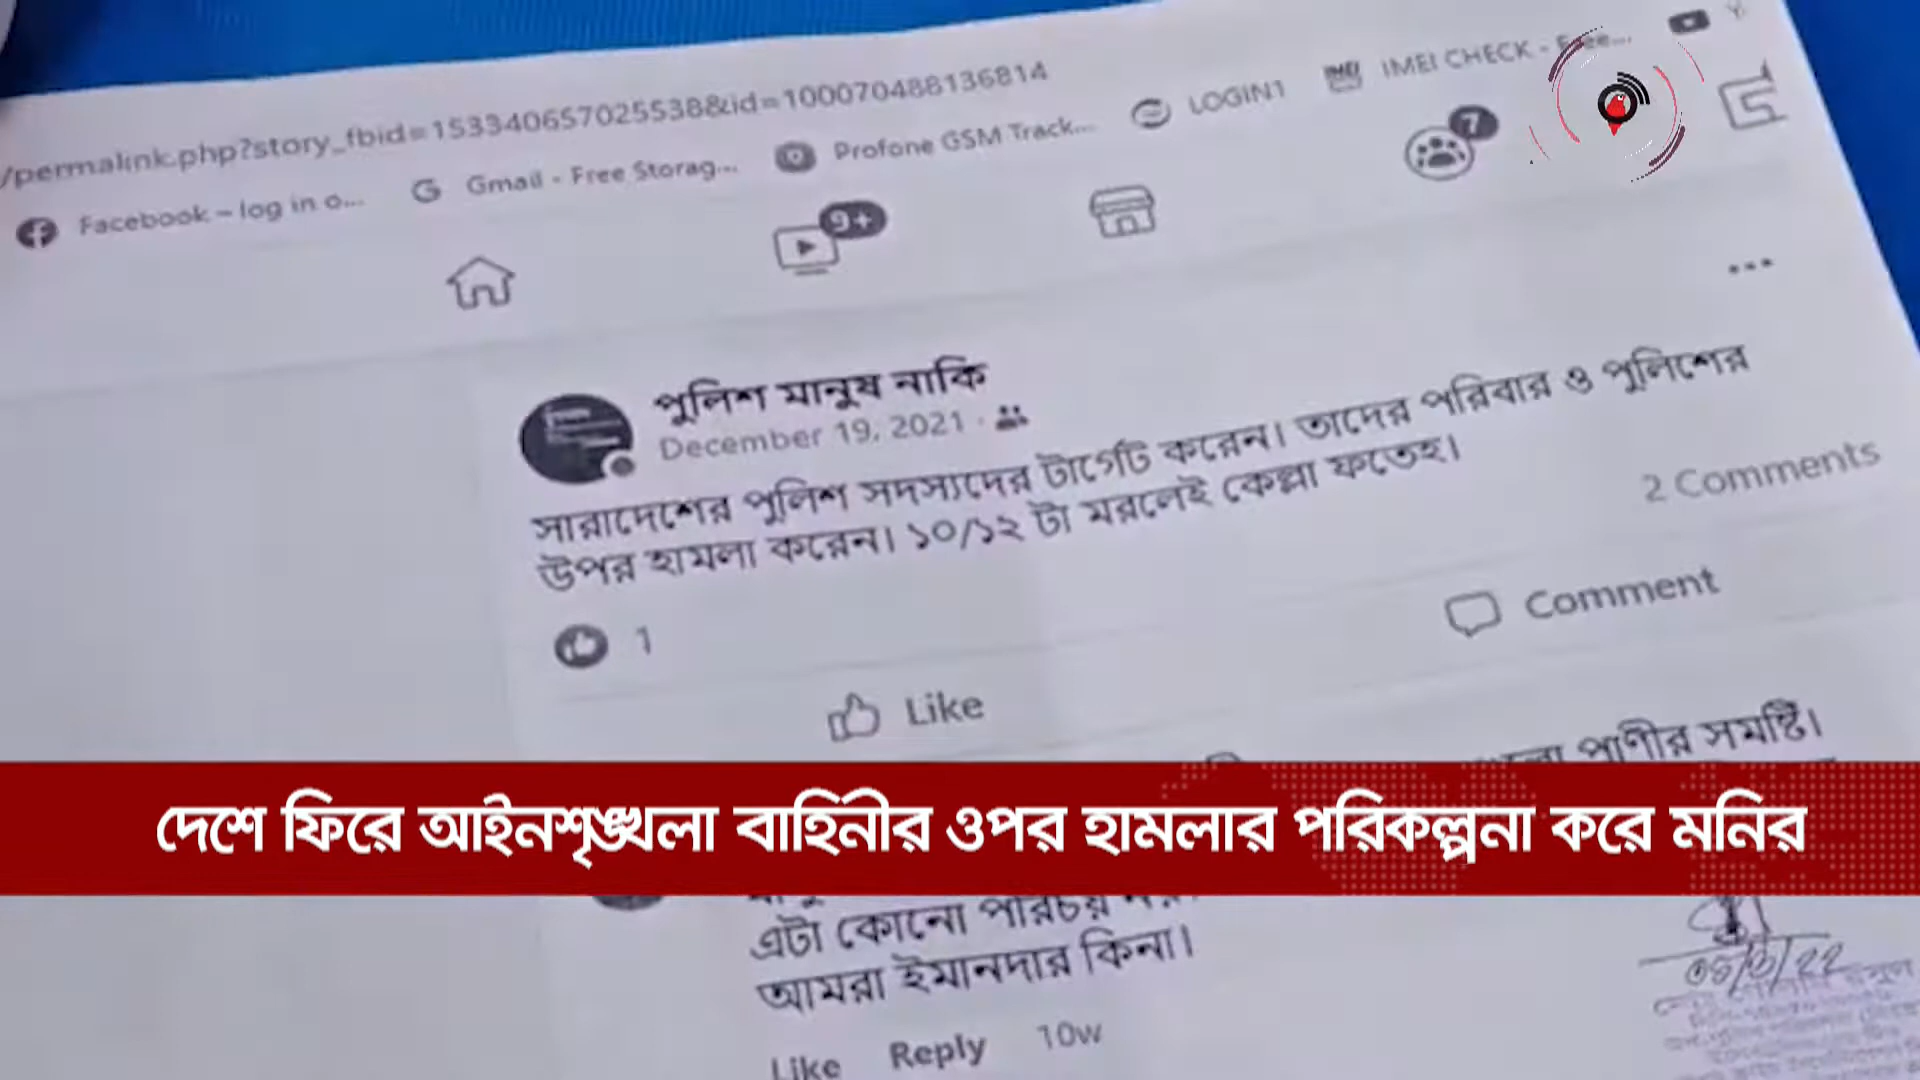 /permalink.php?story_fbid=153340657025538&id=100070488136814
Facebook – log in o...
Gmail - Free Storag...
Profone GSM Track...
LOGIN1
IMEI CHECK - Free...
9+
7
পুলিশ মানুষ নাকি
December 19, 2021 ·
সারাদেশের পুলিশ সদস্যদের টার্গেট করেন। তাদের পরিবার ও পুলিশের
উপর হামলা করেন। ১০/১২ টা মরলেই কেল্লা ফতেহ।
1
2 Comments
Like
Comment
প্রাণীর সমষ্টি।
দেশে ফিরে আইনশৃঙ্খলা বাহিনীর ওপর হামলার পরিকল্পনা করে মনির
এটা কোনো পরিচয়
আমরা ইমানদার কিনা।
Like Reply 10w